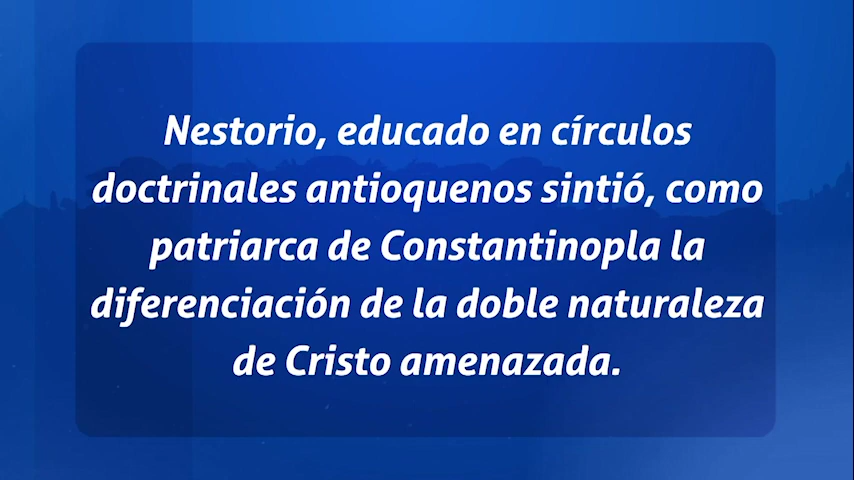 Nestorio, educado en círculos
doctrinales antioquenos sintió, como
patriarca de Constantinopla la
diferenciación de la doble naturaleza
de Cristo amenazada.